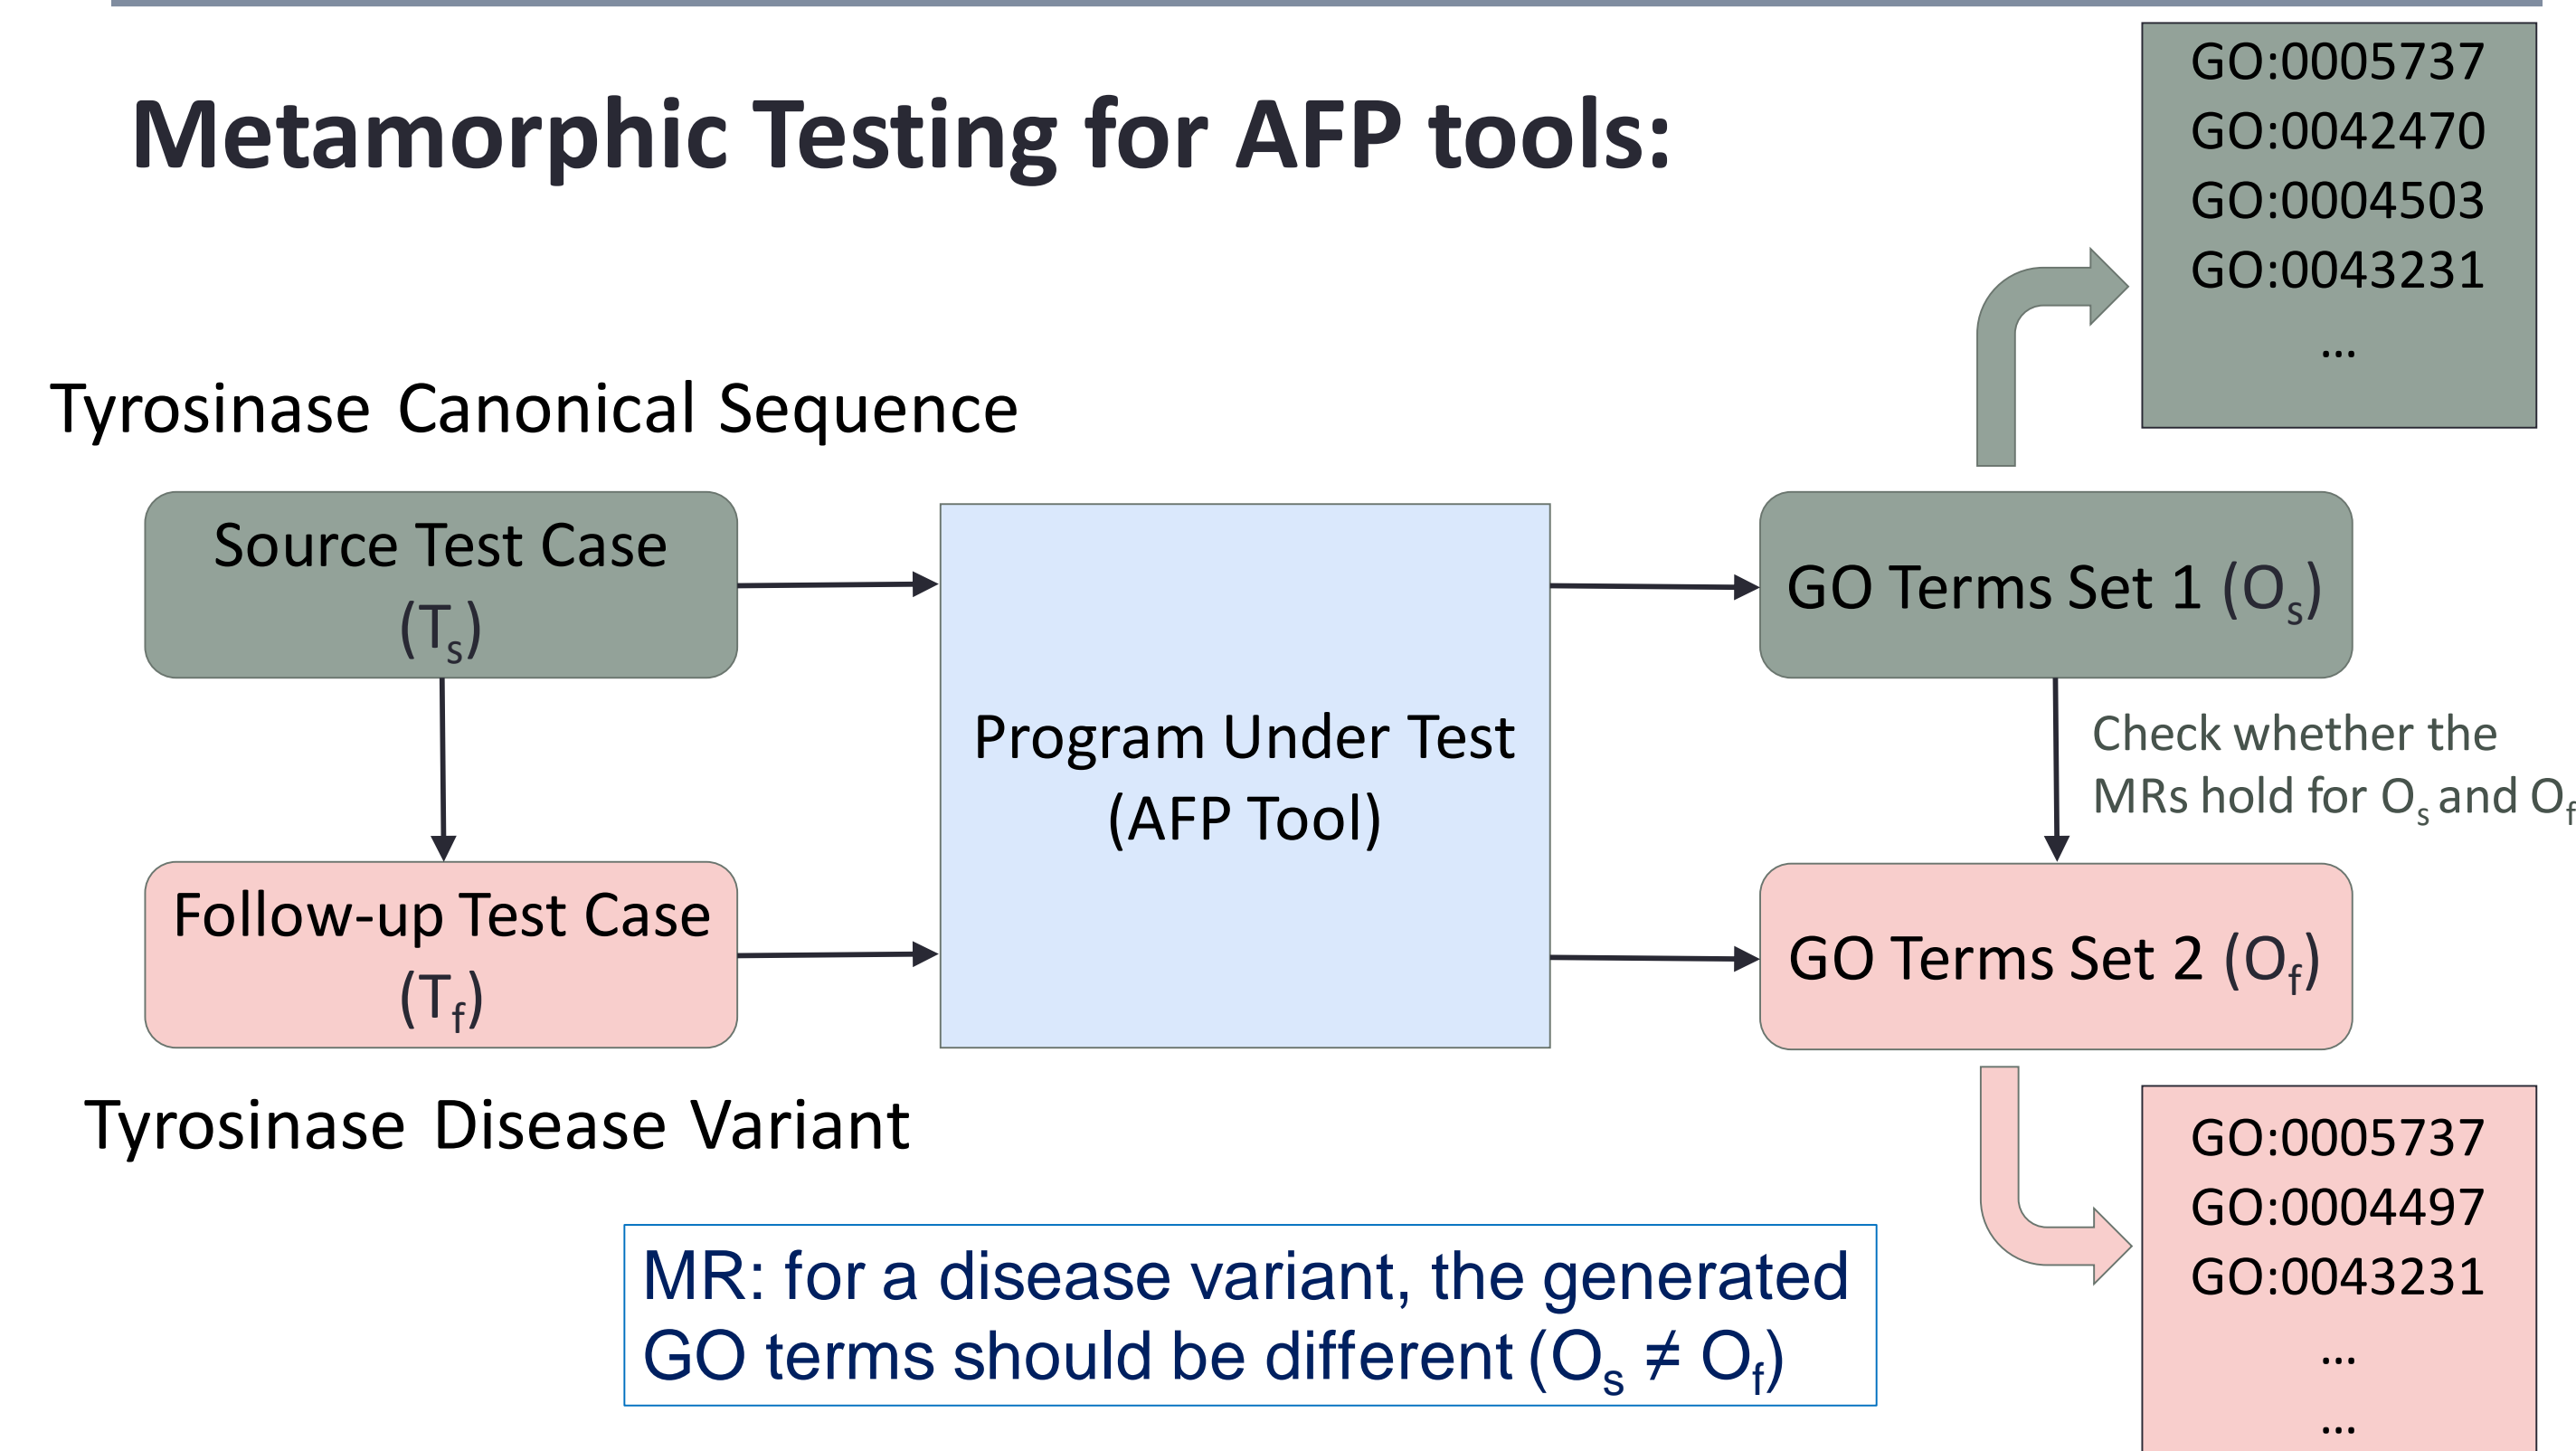 Metamorphic Testing for AFP tools:
GO:0005737
GO:0042470
GO:0004503
GO:0043231
...
Tyrosinase Canonical Sequence
Source Test Case
(Ts)
Program Under Test
(AFP Tool)
GO Terms Set 1 (Os)
Check whether the
MRs hold for Os and Of
Follow-up Test Case
(Tf)
GO Terms Set 2 (Of)
Tyrosinase Disease Variant
GO:0005737
GO:0004497
GO:0043231
...
...
MR: for a disease variant, the generated
GO terms should be different (Os ≠ Of)